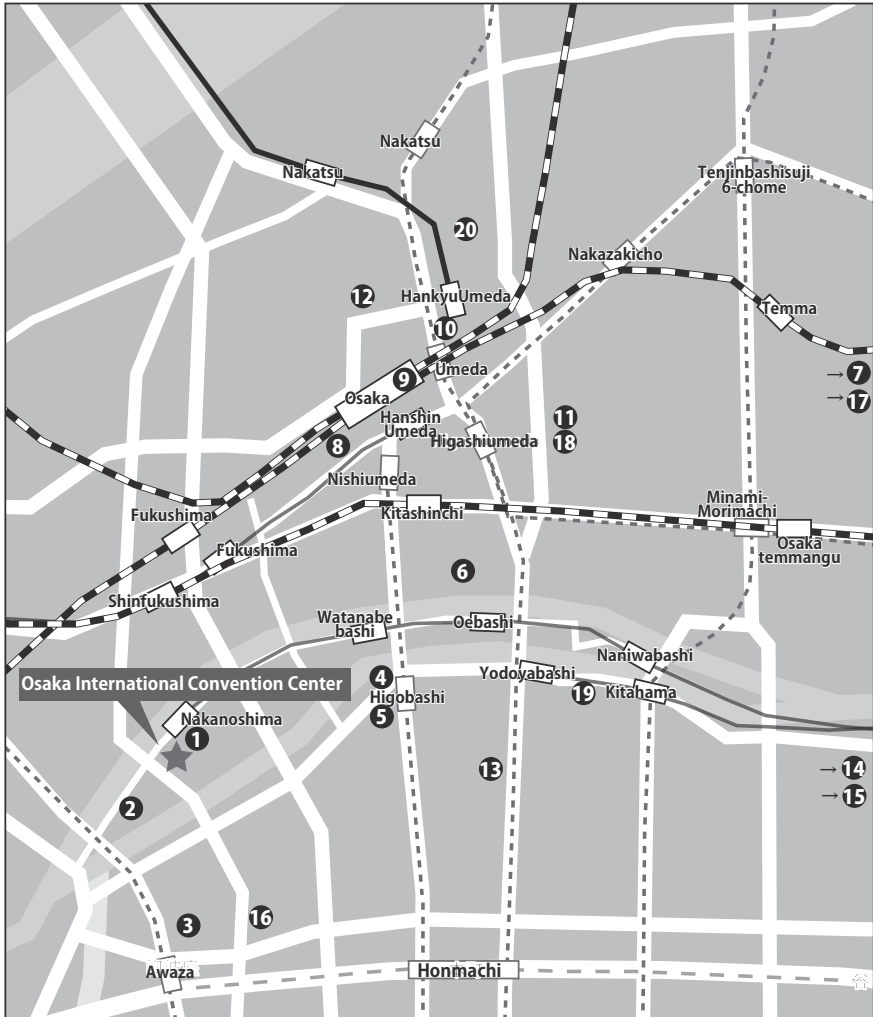 Nakatsu
Nakatsu
Tenjinbashisuji
6-chome
20
Nakazakicho
12
HankyuUmeda
10
Temma
Umeda
9
→ 7
Osaka
→ 17
Hanshin
Umeda
11
8
Higashiumeda
18
Nishiumeda
Minami-
Morimachi
Fukushima
Kitashinchi
Osaka
temmangu
Fukushima
6
Shinfukushima
Watanabe
bashi
Oebashi
Naniwabashi
Osaka International Convention Center
4
Yodoyabashi
Higobashi
19
Kitahama
5
Nakanoshima
1
13
→ 14
→ 15
2
16
3
Awaza
Honmachi